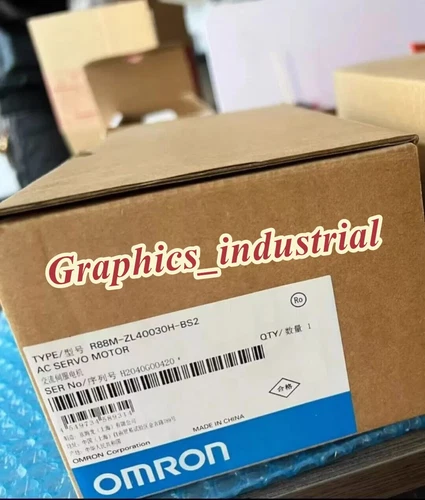 Graphics_industrial
Ro
TYPE/型号 R88M-ZL40030H-BS2
AC SERVO MOTOR
交流伺服电机
QTY/数量 1
SER No/序列号 H2040G00420
合格
MADE IN CHINA
OMRON Corporation
OMRON